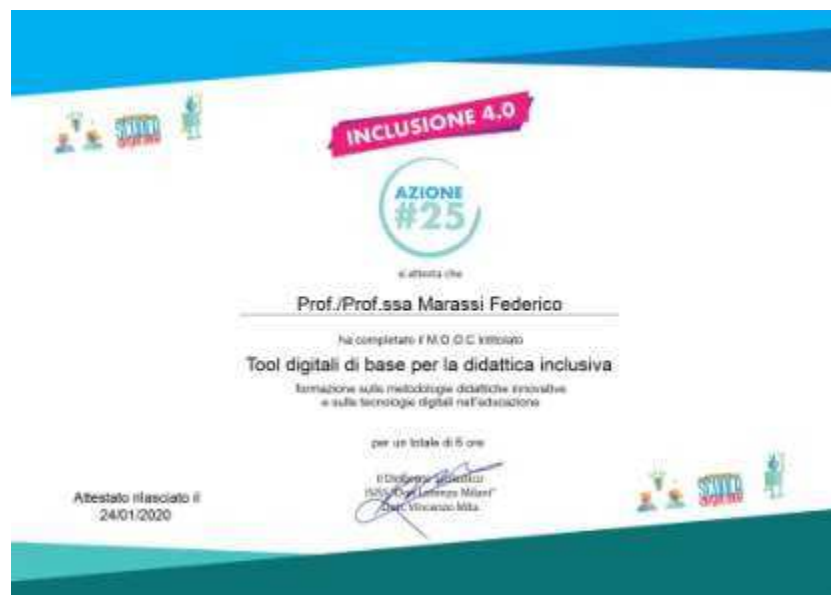 INCLUSIONE 4.0
AZIONE
#25
si attesta che
Prof./Prof.ssa Marassi Federico
ha completato il M.O.O.C intitolato
Tool digitali di base per la didattica inclusiva
formazione sulle metodologie didattiche innovative
e sulle tecnologie digitali nell'educazione
per un totale di 6 ore
Il Dirigente Scolastico
ISISS "Don Lorenzo Milani"
Dott. Vincenzo Mita
Attestato rilasciato il
24/01/2020